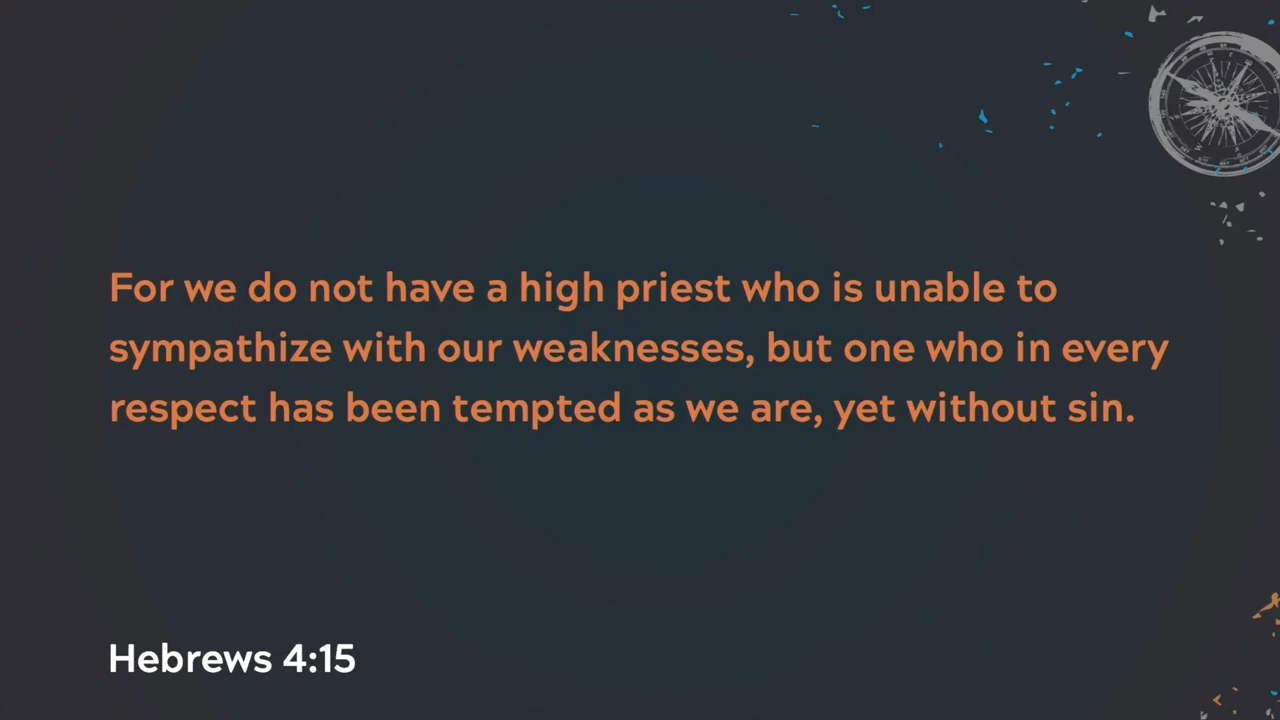 For we do not have a high priest who is unable to
sympathize with our weaknesses, but one who in every
respect has been tempted as we are, yet without sin.
Hebrews 4:15